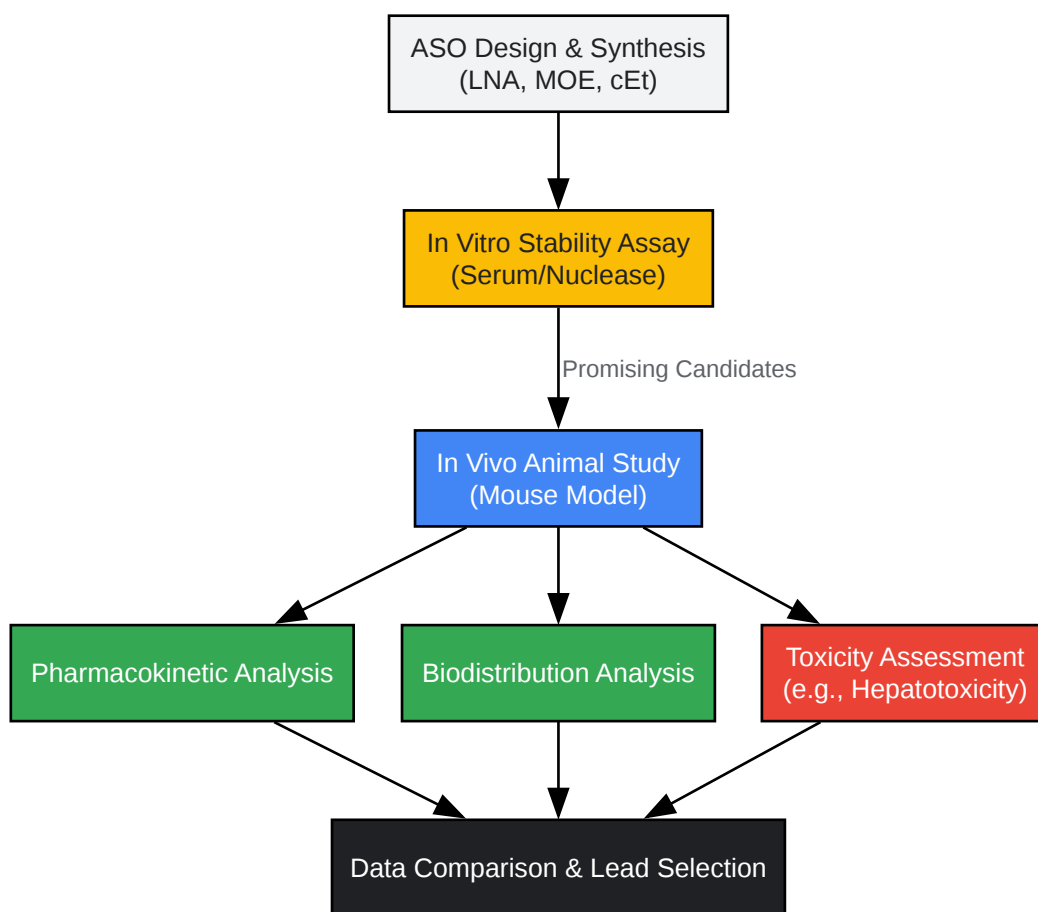 ASO Design & Synthesis
(LNA, MOE, cEt)
In Vitro Stability Assay
(Serum/Nuclease)
Promising Candidates
In Vivo Animal Study
(Mouse Model)
Pharmacokinetic Analysis
Biodistribution Analysis
Toxicity Assessment
(e.g., Hepatotoxicity)
Data Comparison & Lead Selection